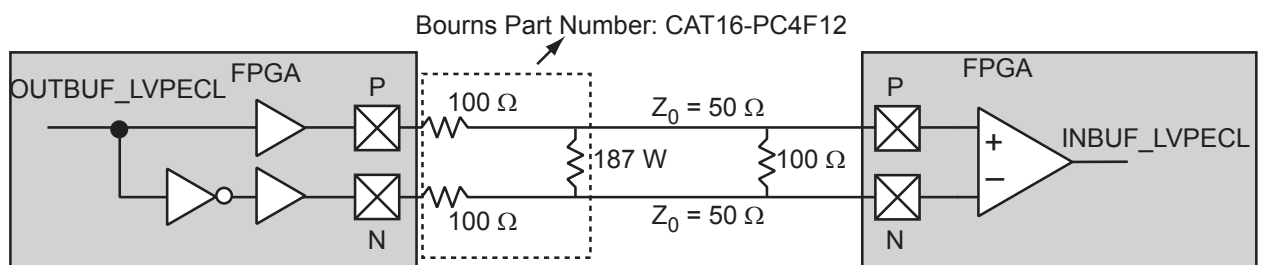 Bourns Part Number: CAT16-PC4F12
OUTBUF_LVPECL
FPGA
P
100 Ω
187 W
100 Ω
N
Z0 = 50 Ω
100 Ω
Z0 = 50 Ω
FPGA
P
+
−
INBUF_LVPECL
N